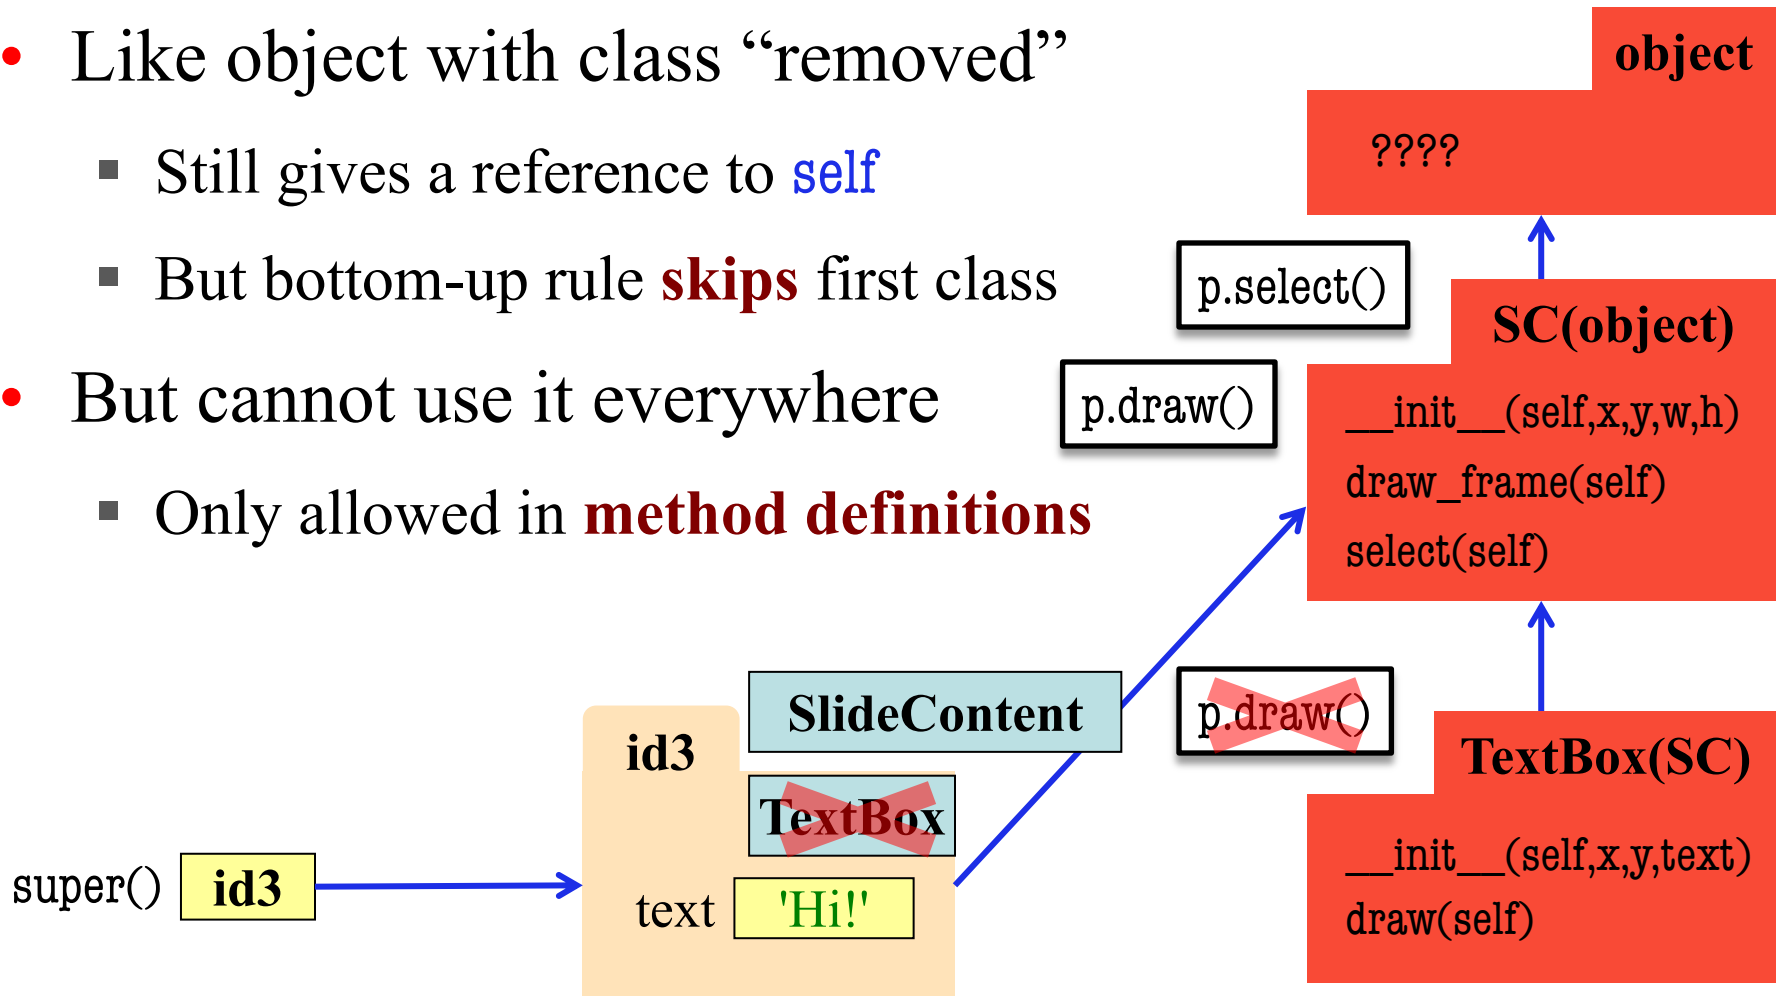 • Like object with class “removed”
▪ Still gives a reference to self
▪ But bottom-up rule skips first class
• But cannot use it everywhere
▪ Only allowed in method definitions
object
????
p.select()
SC(object)
p.draw()
__init__(self,x,y,w,h)
draw_frame(self)
select(self)
p.draw()
TextBox(SC)
__init__(self,x,y,text)
draw(self)
super() id3
id3
SlideContent
TextBox
text 'Hi!'